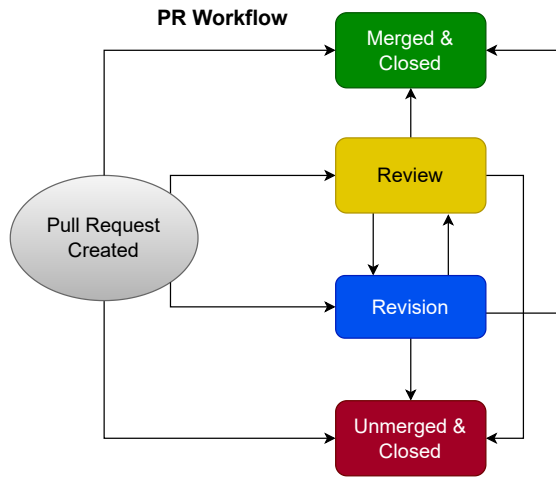 PR Workflow
Merged &
Closed
Review
Pull Request
Created
Revision
Unmerged &
Closed